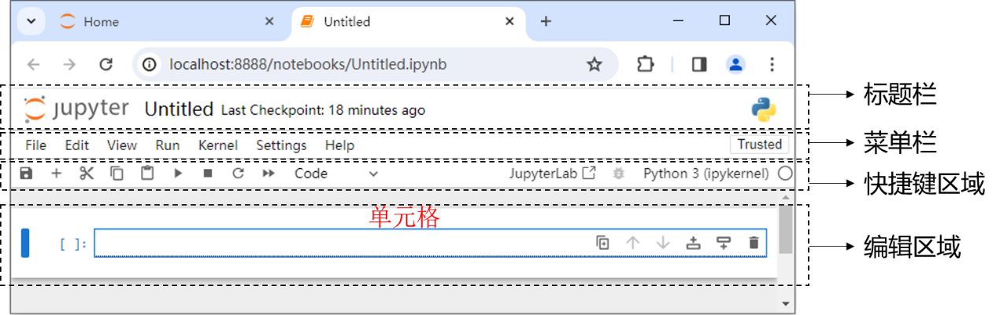 Home
Untitled
localhost:8888/notebooks/Untitled.ipynb
jupyter Untitled Last Checkpoint: 18 minutes ago
标题栏
File Edit View Run Kernel Settings Help Trusted
菜单栏
Code JupyterLab Python 3 (ipykernel)
快捷键区域
单元格
[ ]:
编辑区域